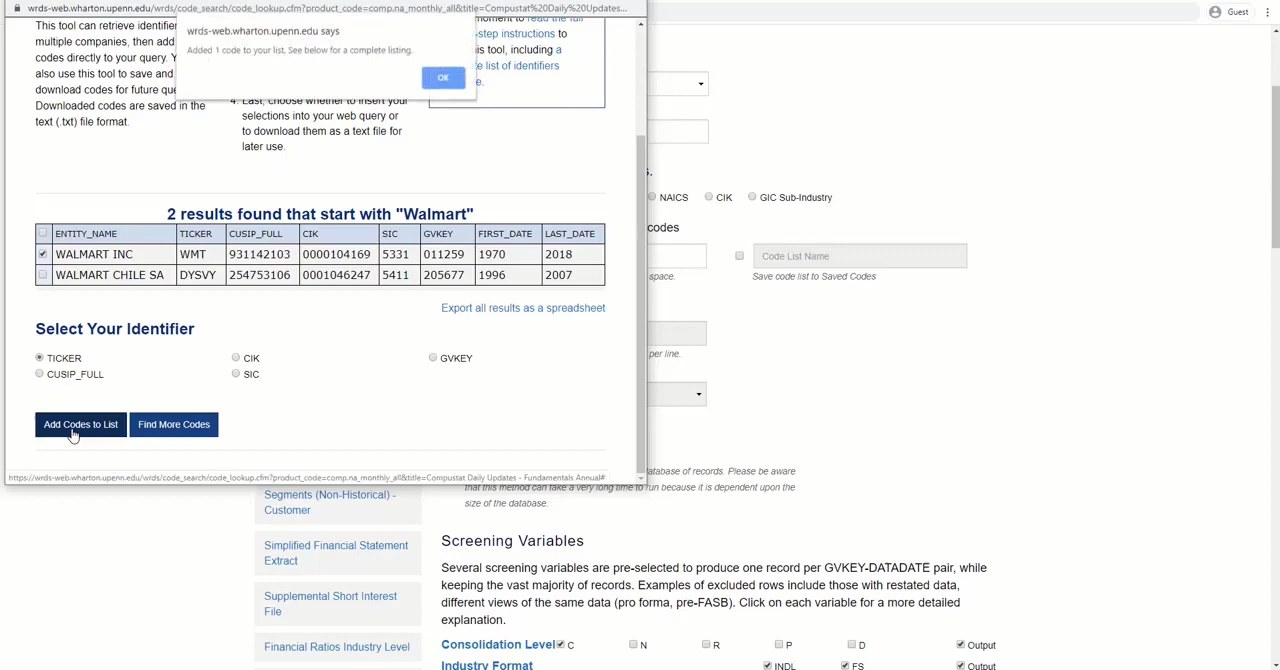 wrds-web.wharton.upenn.edu/wrds/code_search/code_lookup.cfm?product_code=comp.na_monthly_all&title=Compustat%20Daily%20Updates...
Guest
This tool can retrieve identifier
multiple companies, then add
codes directly to your query. Y
also use this tool to save and
download codes for future que
Downloaded codes are saved in the
text (.txt) file format.
wrds-web.wharton.upenn.edu says
Added 1 code to your list. See below for a complete listing.
OK
4. Last, choose whether to insert your
selections into your web query or
to download them as a text file for
later use.
moment to read the full
-step instructions to
is tool, including a
te list of identifiers
e.
2 results found that start with "Walmart"
ENTITY_NAME TICKER CUSIP_FULL CIK SIC GVKEY FIRST_DATE LAST_DATE
WALMART INC WMT 931142103 0000104169 5331 011259 1970 2018
WALMART CHILE SA DYSVY 254753106 0001046247 5411 205677 1996 2007
Export all results as a spreadsheet
Select Your Identifier
TICKER CIK GVKEY
CUSIP_FULL SIC
Add Codes to List Find More Codes
https://wrds-web.wharton.upenn.edu/wrds/code_search/code_lookup.cfm?product_code=comp.na_monthly_all&title=Compustat Daily Updates - Fundamentals Annual#
s.
NAICS CIK GIC Sub-Industry
codes
Code List Name
space.
Save code list to Saved Codes
per line.
atabase of records. Please be aware
that this method can take a very long time to run because it is dependent upon the
size of the database.
Segments (Non-Historical) -
Customer
Simplified Financial Statement
Extract
Supplemental Short Interest
File
Financial Ratios Industry Level
Screening Variables
Several screening variables are pre-selected to produce one record per GVKEY-DATADATE pair, while
keeping the vast majority of records. Examples of excluded rows include those with restated data,
different views of the same data (pro forma, pre-FASB). Click on each variable for a more detailed
explanation.
Consolidation Level C N R P D Output
Industry Format INDL FS Output